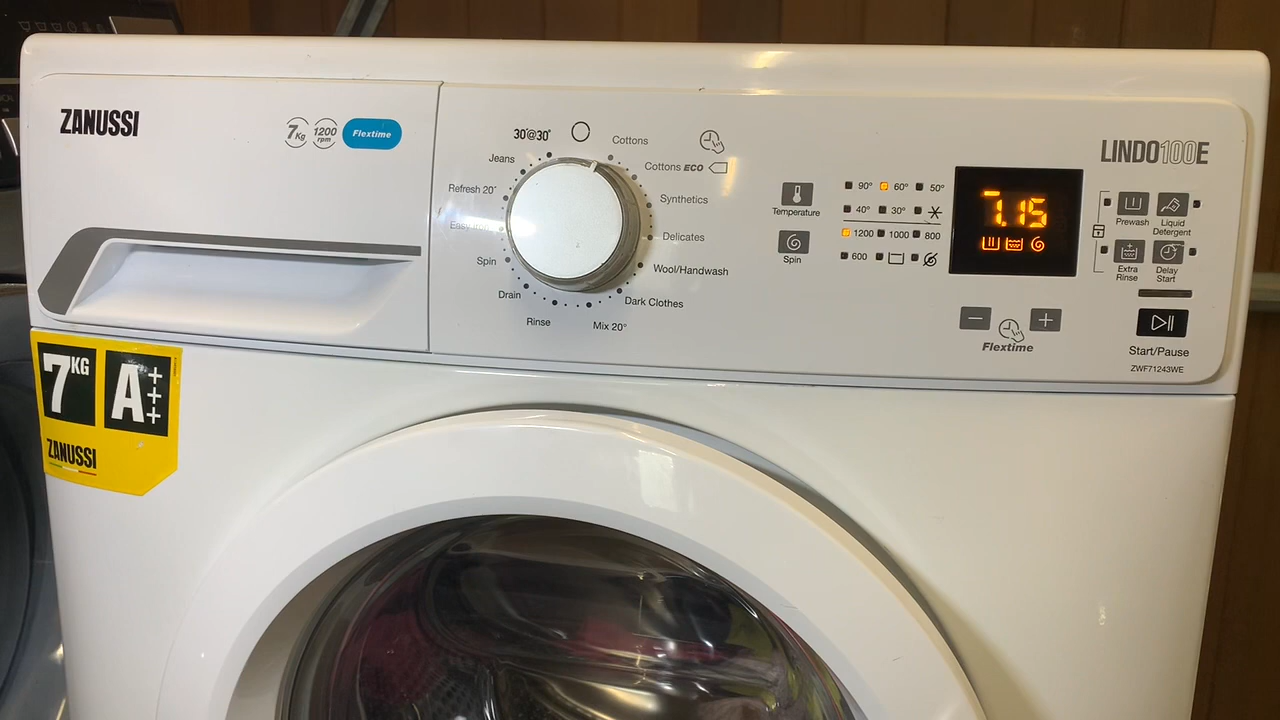 ZANUSSI
7Kg 1200 rpm Flextime
30'@30°
Cottons
Jeans
Cottons ECO
Refresh 20°
Synthetics
Delicates
Spin
Wool/Handwash
Drain
Dark Clothes
Rinse
Mix 20°
Temperature
Spin
90° 60° 50°
40° 30°
1200 1000 800
600
7.15
LINDO100E
Prewash
Liquid Detergent
Extra Rinse
Delay Start
− +
Flextime
Start/Pause
ZWF71243WE
7KG A+++
ZANUSSI